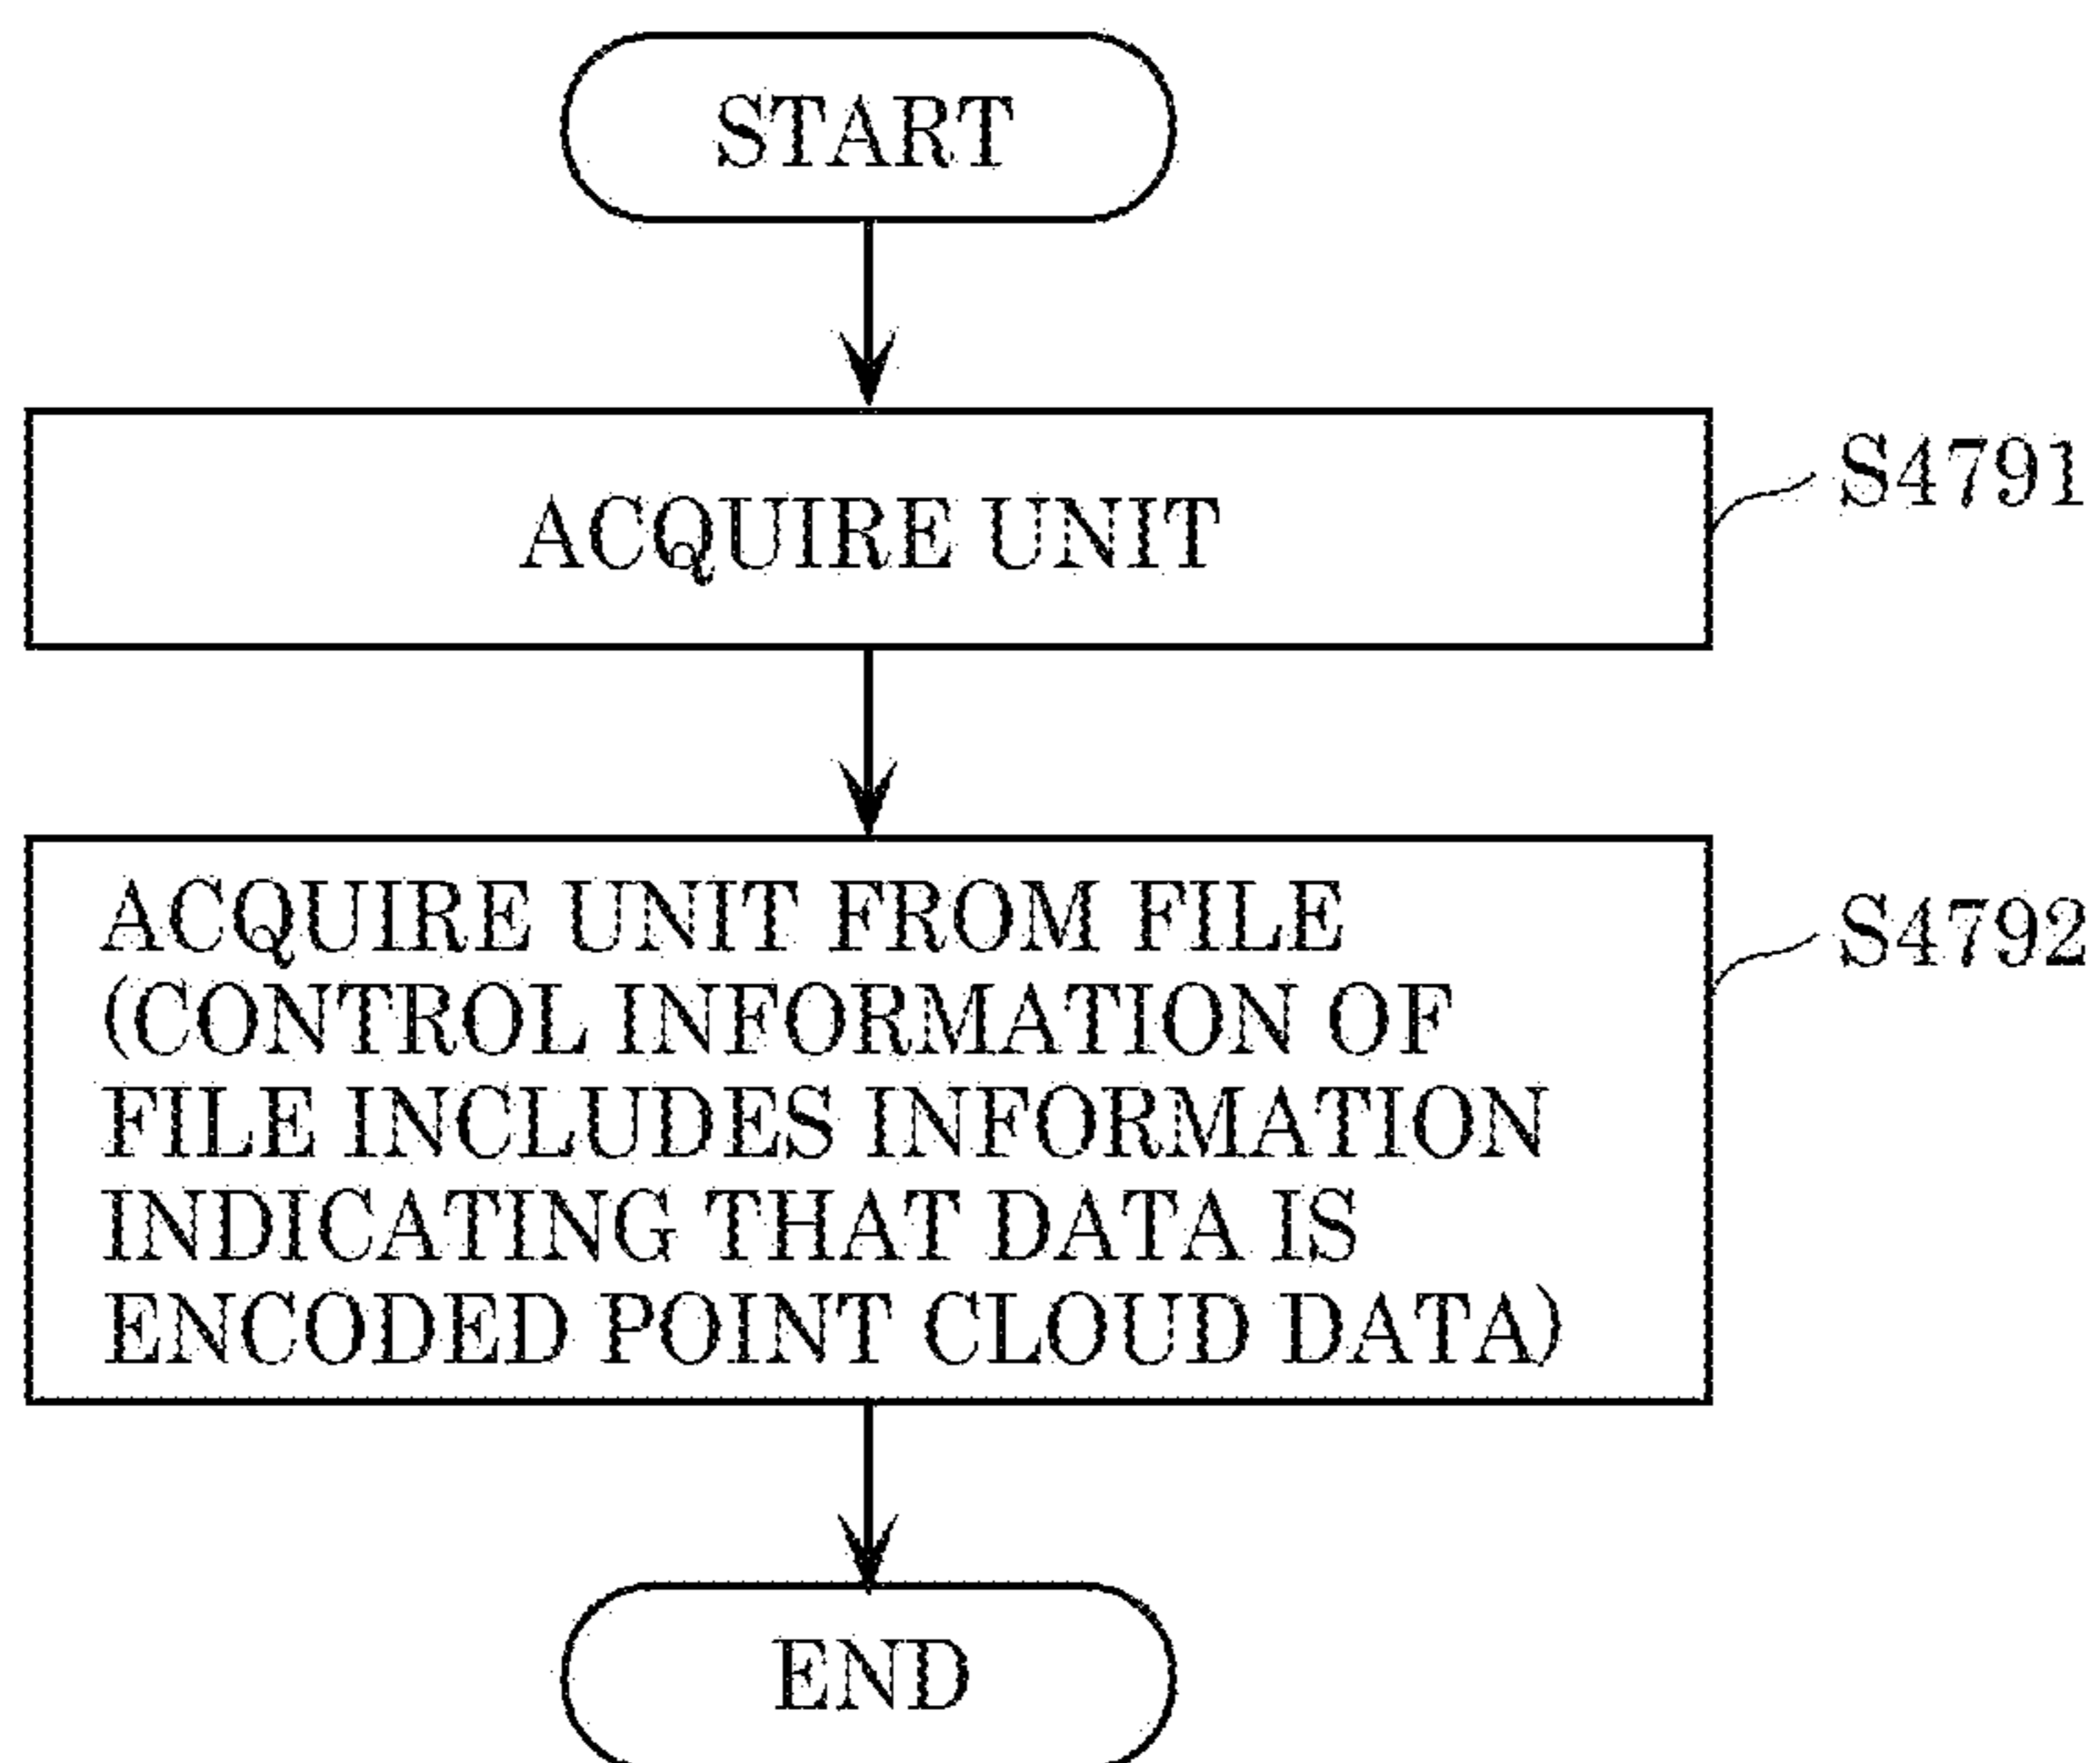 START
ACQUIRE UNIT
S4791
ACQUIRE UNIT FROM FILE
(CONTROL INFORMATION OF
FILE INCLUDES INFORMATION
INDICATING THAT DATA IS
ENCODED POINT CLOUD DATA)
S4792
END